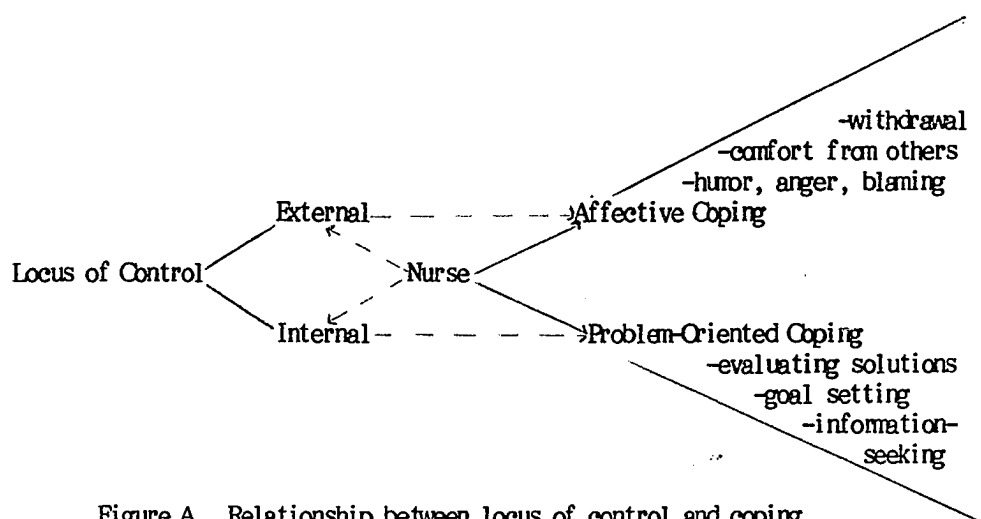 -withdrawal
-comfort from others
-humor, anger, blaming
External
Affective Coping
Locus of Control
Nurse
Internal
Problem-Oriented Coping
-evaluating solutions
-goal setting
-information-
seeking
Figure A. Relationship between locus of control and coping